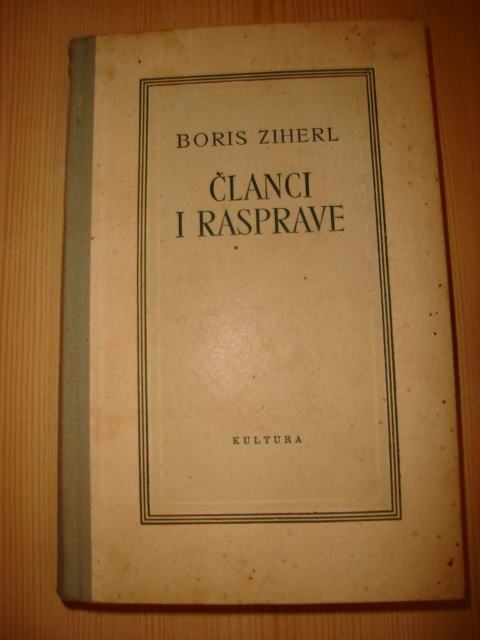 BORIS ZIHERL
ČLANCI
I RASPRAVE
KULTURA